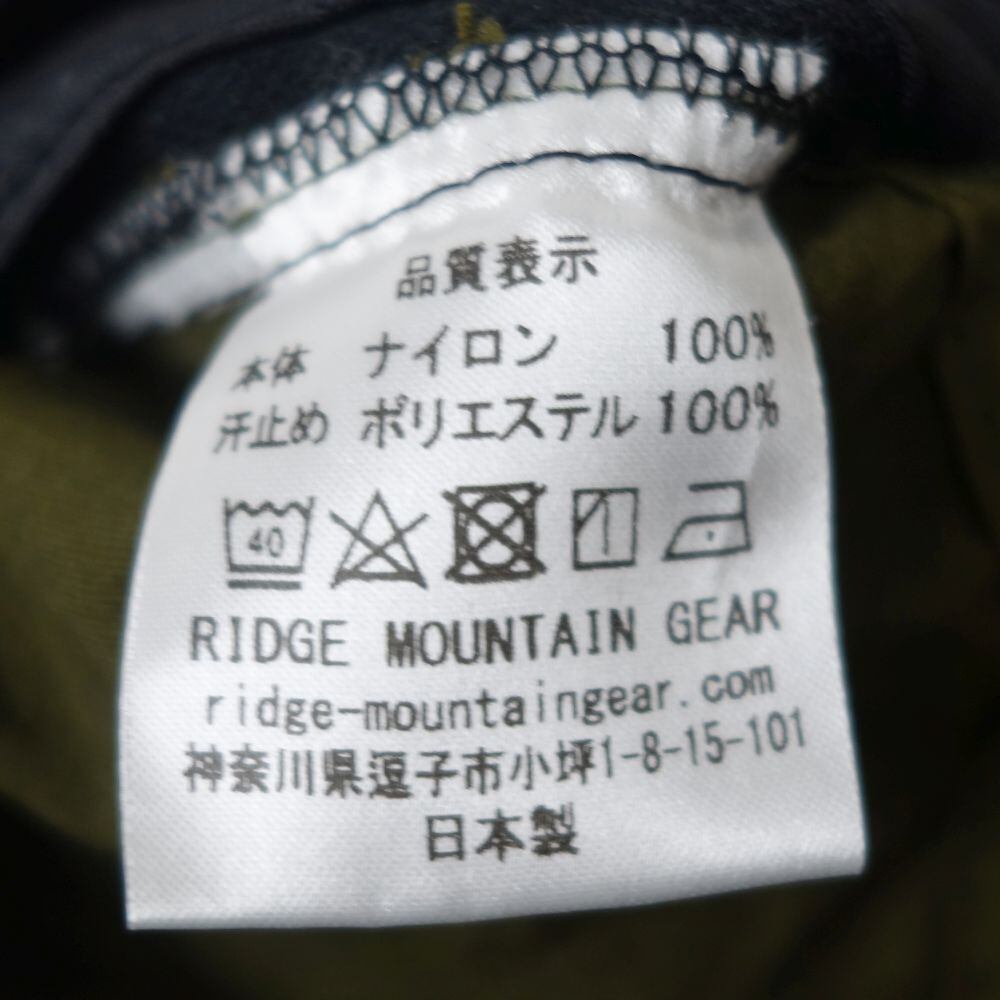 品質表示
本体 ナイロン 100%
汗止め ポリエステル 100%
40
RIDGE MOUNTAIN GEAR
ridge-mountaingear.com
神奈川県逗子市小坪1-8-15-101
日本製